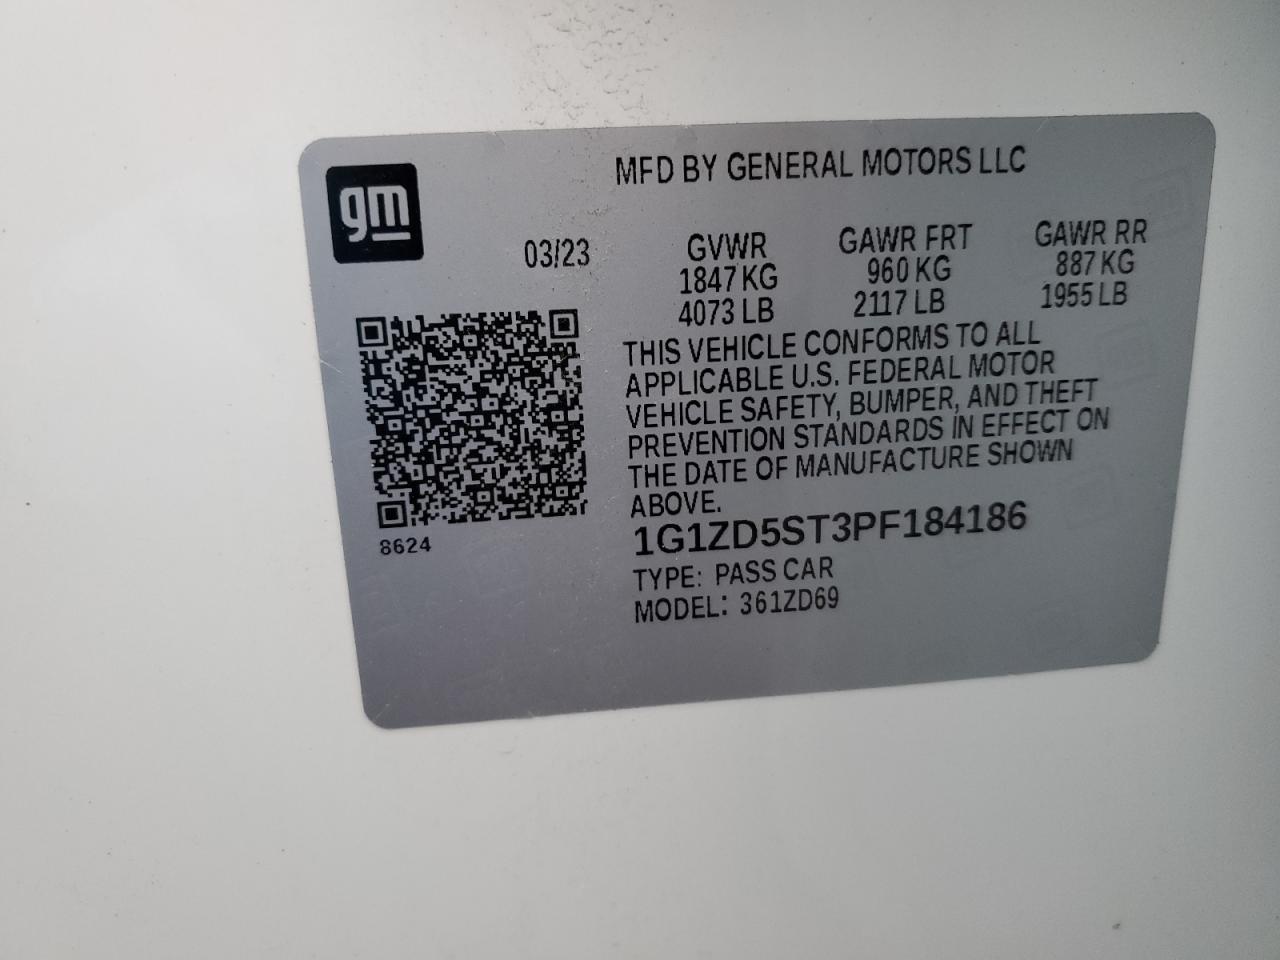 gm
MFD BY GENERAL MOTORS LLC
03/23
GVWR GAWR FRT GAWR RR
1847 KG 960 KG 887 KG
4073 LB 2117 LB 1955 LB
THIS VEHICLE CONFORMS TO ALL
APPLICABLE U.S. FEDERAL MOTOR
VEHICLE SAFETY, BUMPER, AND THEFT
PREVENTION STANDARDS IN EFFECT ON
THE DATE OF MANUFACTURE SHOWN
ABOVE.
8624
1G1ZD5ST3PF184186
TYPE: PASS CAR
MODEL: 361ZD69